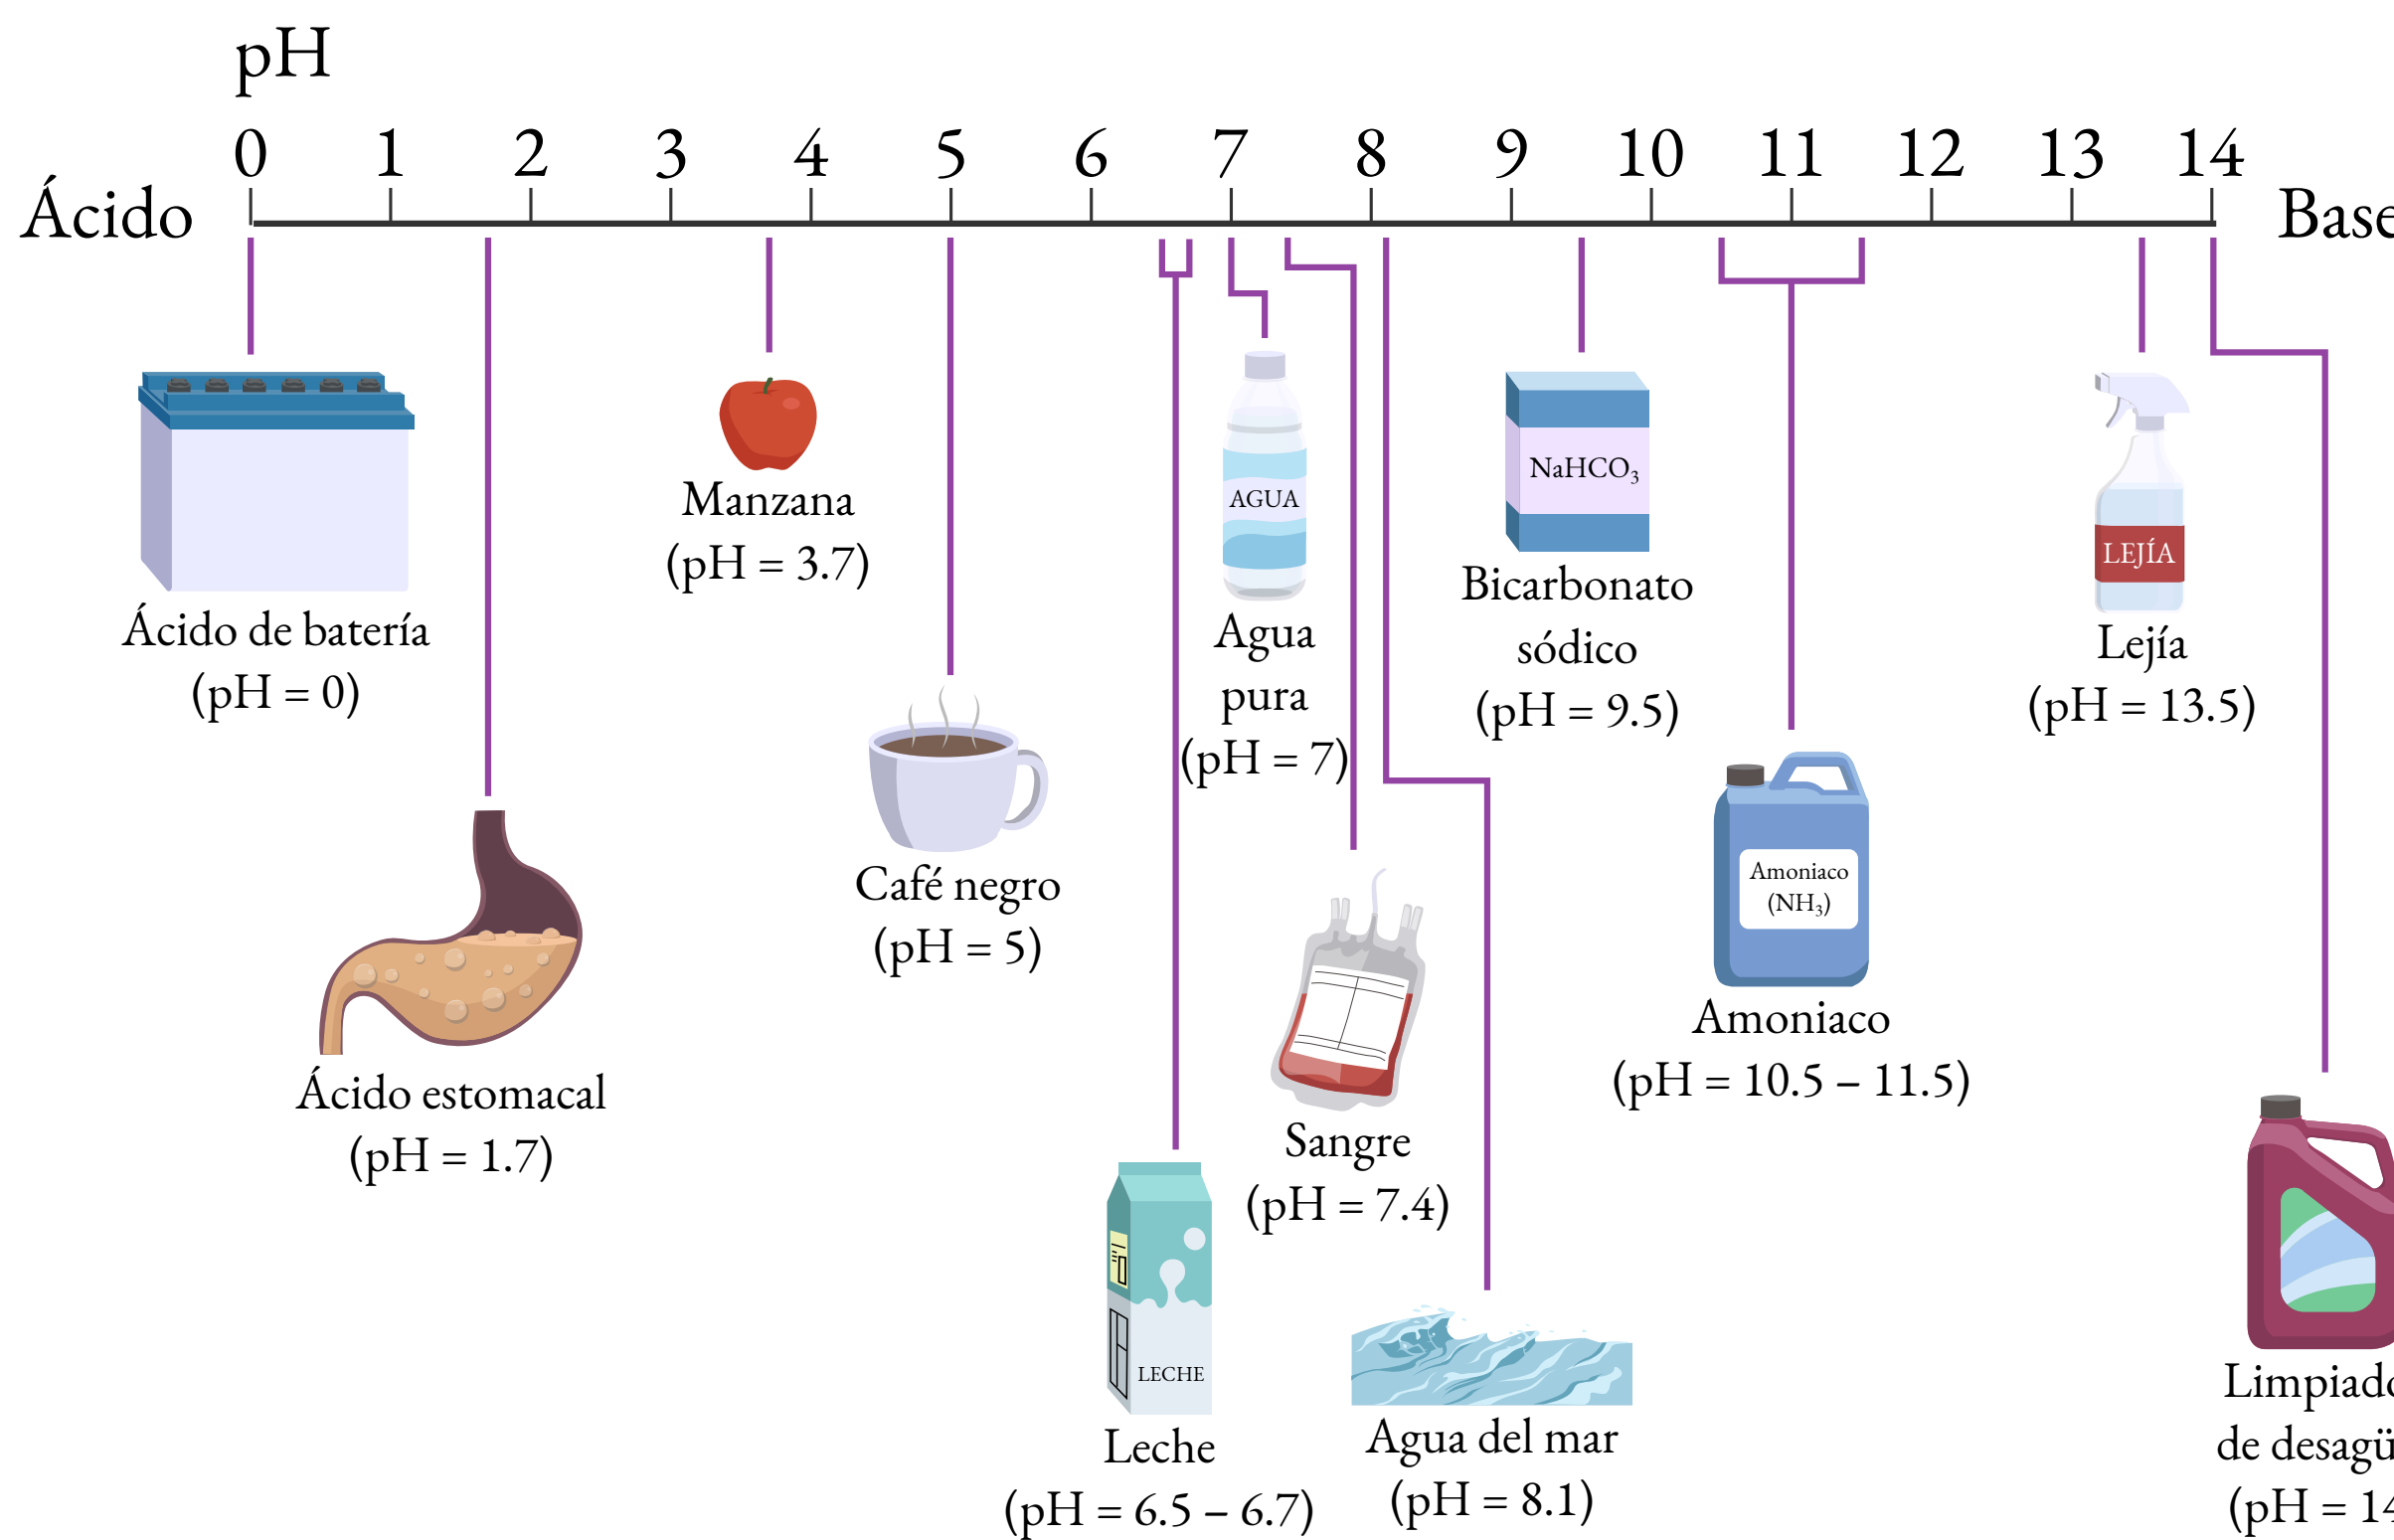 pH
0 1 2 3 4 5 6 7 8 9 10 11 12 13 14
Ácido
Base
Ácido de batería
(pH = 0)
Ácido estomacal
(pH = 1.7)
Manzana
(pH = 3.7)
Café negro
(pH = 5)
LECHE
Leche
(pH = 6.5 – 6.7)
AGUA
Agua
pura
(pH = 7)
Sangre
(pH = 7.4)
Agua del mar
(pH = 8.1)
NaHCO₃
Bicarbonato
sódico
(pH = 9.5)
Amoniaco
(NH₃)
Amoniaco
(pH = 10.5 – 11.5)
LEJÍA
Lejía
(pH = 13.5)
de
(pH = 14